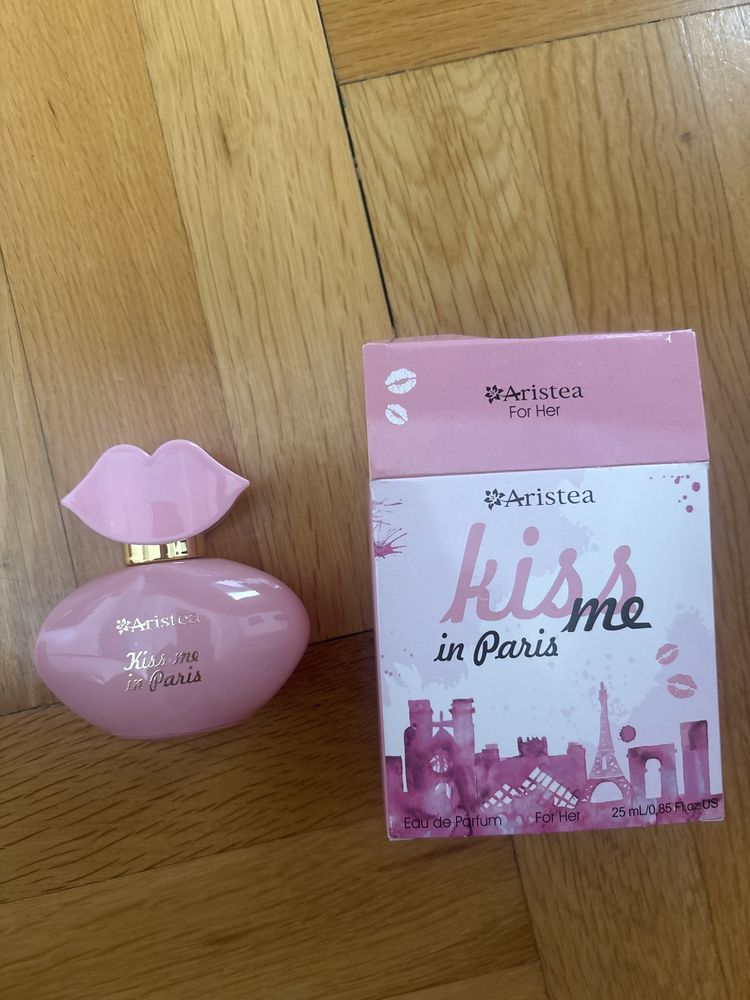 Aristea
Kiss me
in Paris
Aristea
For Her
Aristea
kiss me
in Paris
Eau de Parfum
For Her
25 mL/0,85 Fl.oz.US